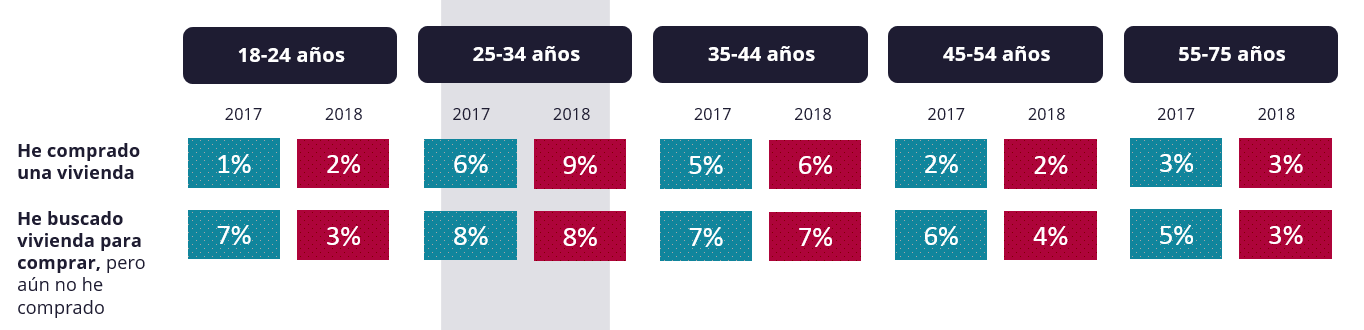 18-24 años 25-34 años 35-44 años 45-54 años 55-75 años
2017 2018 2017 2018 2017 2018 2017 2018 2017 2018
He comprado
una vivienda
1% 2% 6% 9% 5% 6% 2% 2% 3% 3%
He buscado
vivienda para
comprar, pero
aún no he
comprado
7% 3% 8% 8% 7% 7% 6% 4% 5% 3%